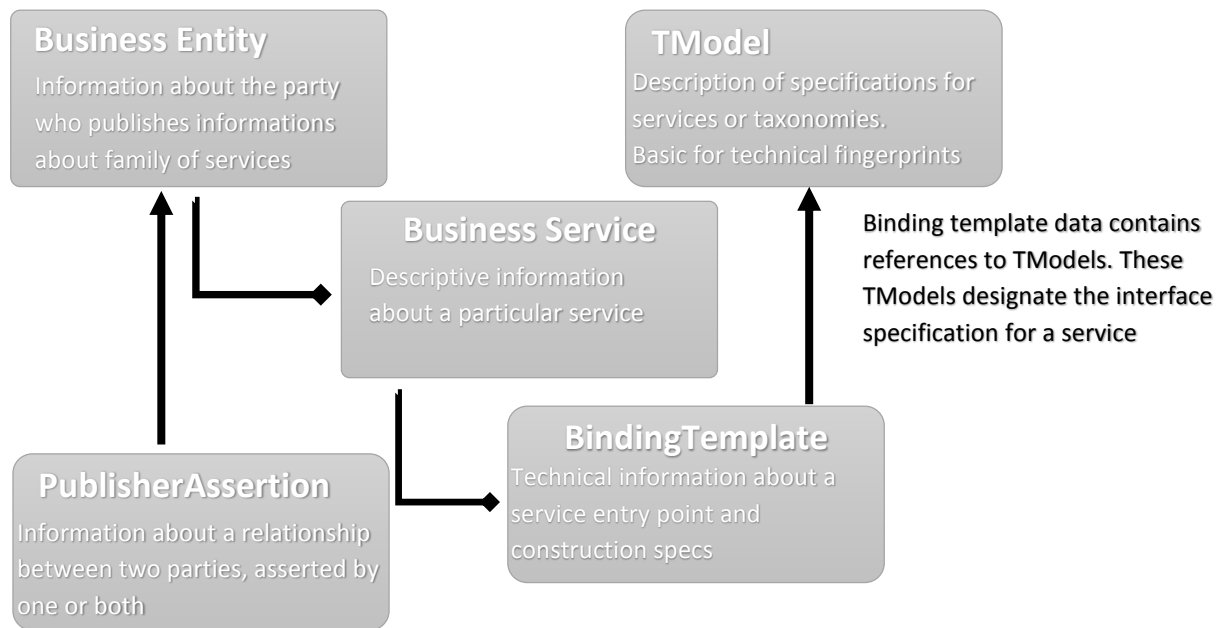 Business Entity
Information about the party
who publishes informations
about family of services
TModel
Description of specifications for
services or taxonomies.
Basic for technical fingerprints
Business Service
Descriptive information
about a particular service
Binding template data contains
references to TModels. These
TModels designate the interface
specification for a service
PublisherAssertion
Information about a relationship
between two parties, asserted by
one or both
BindingTemplate
Technical information about a
service entry point and
construction specs